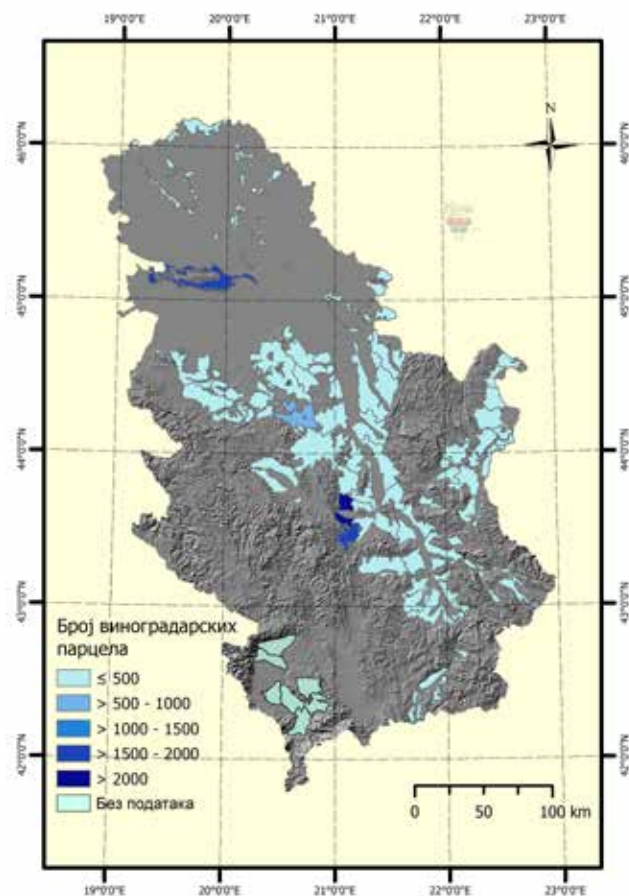 19°0'0"E 20°0'0"E 21°0'0"E 22°0'0"E 23°0'0"E
N
46°0'0"N 46°0'0"N
45°0'0"N 45°0'0"N
44°0'0"N 44°0'0"N
43°0'0"N 43°0'0"N
42°0'0"N 42°0'0"N
Број виноградарских
парцела
≤ 500
> 500 - 1000
> 1000 - 1500
> 1500 - 2000
> 2000
Без података
0 50 100 km
19°0'0"E 20°0'0"E 21°0'0"E 22°0'0"E 23°0'0"E